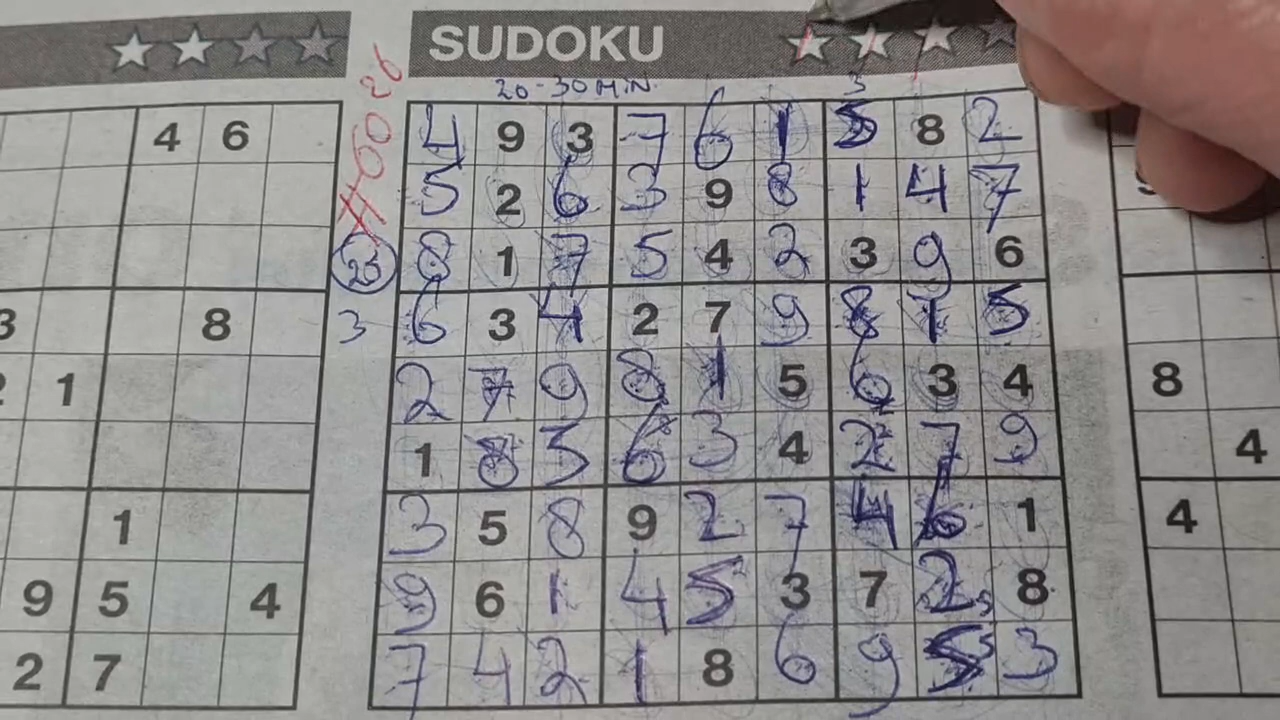 SUDOKU
20-30 MIN.
3
4 6
4 9 3 7 6 1 5 8 2
5 2 6 3 9 8 1 4 7
23
8 1 7 5 4 2 3 9 6
3 8
3
6 3 4 2 7 9 8 1 5
1
2 7 9 8 1 5 6 3 4
8
1 8 5 6 3 4 2 7 9
4
1
3 5 8 9 2 7 4 6 1
4
9 5 4
9 6 1 4 5 3 7 2 8
2 7
7 4 2 1 8 6 9 5 3